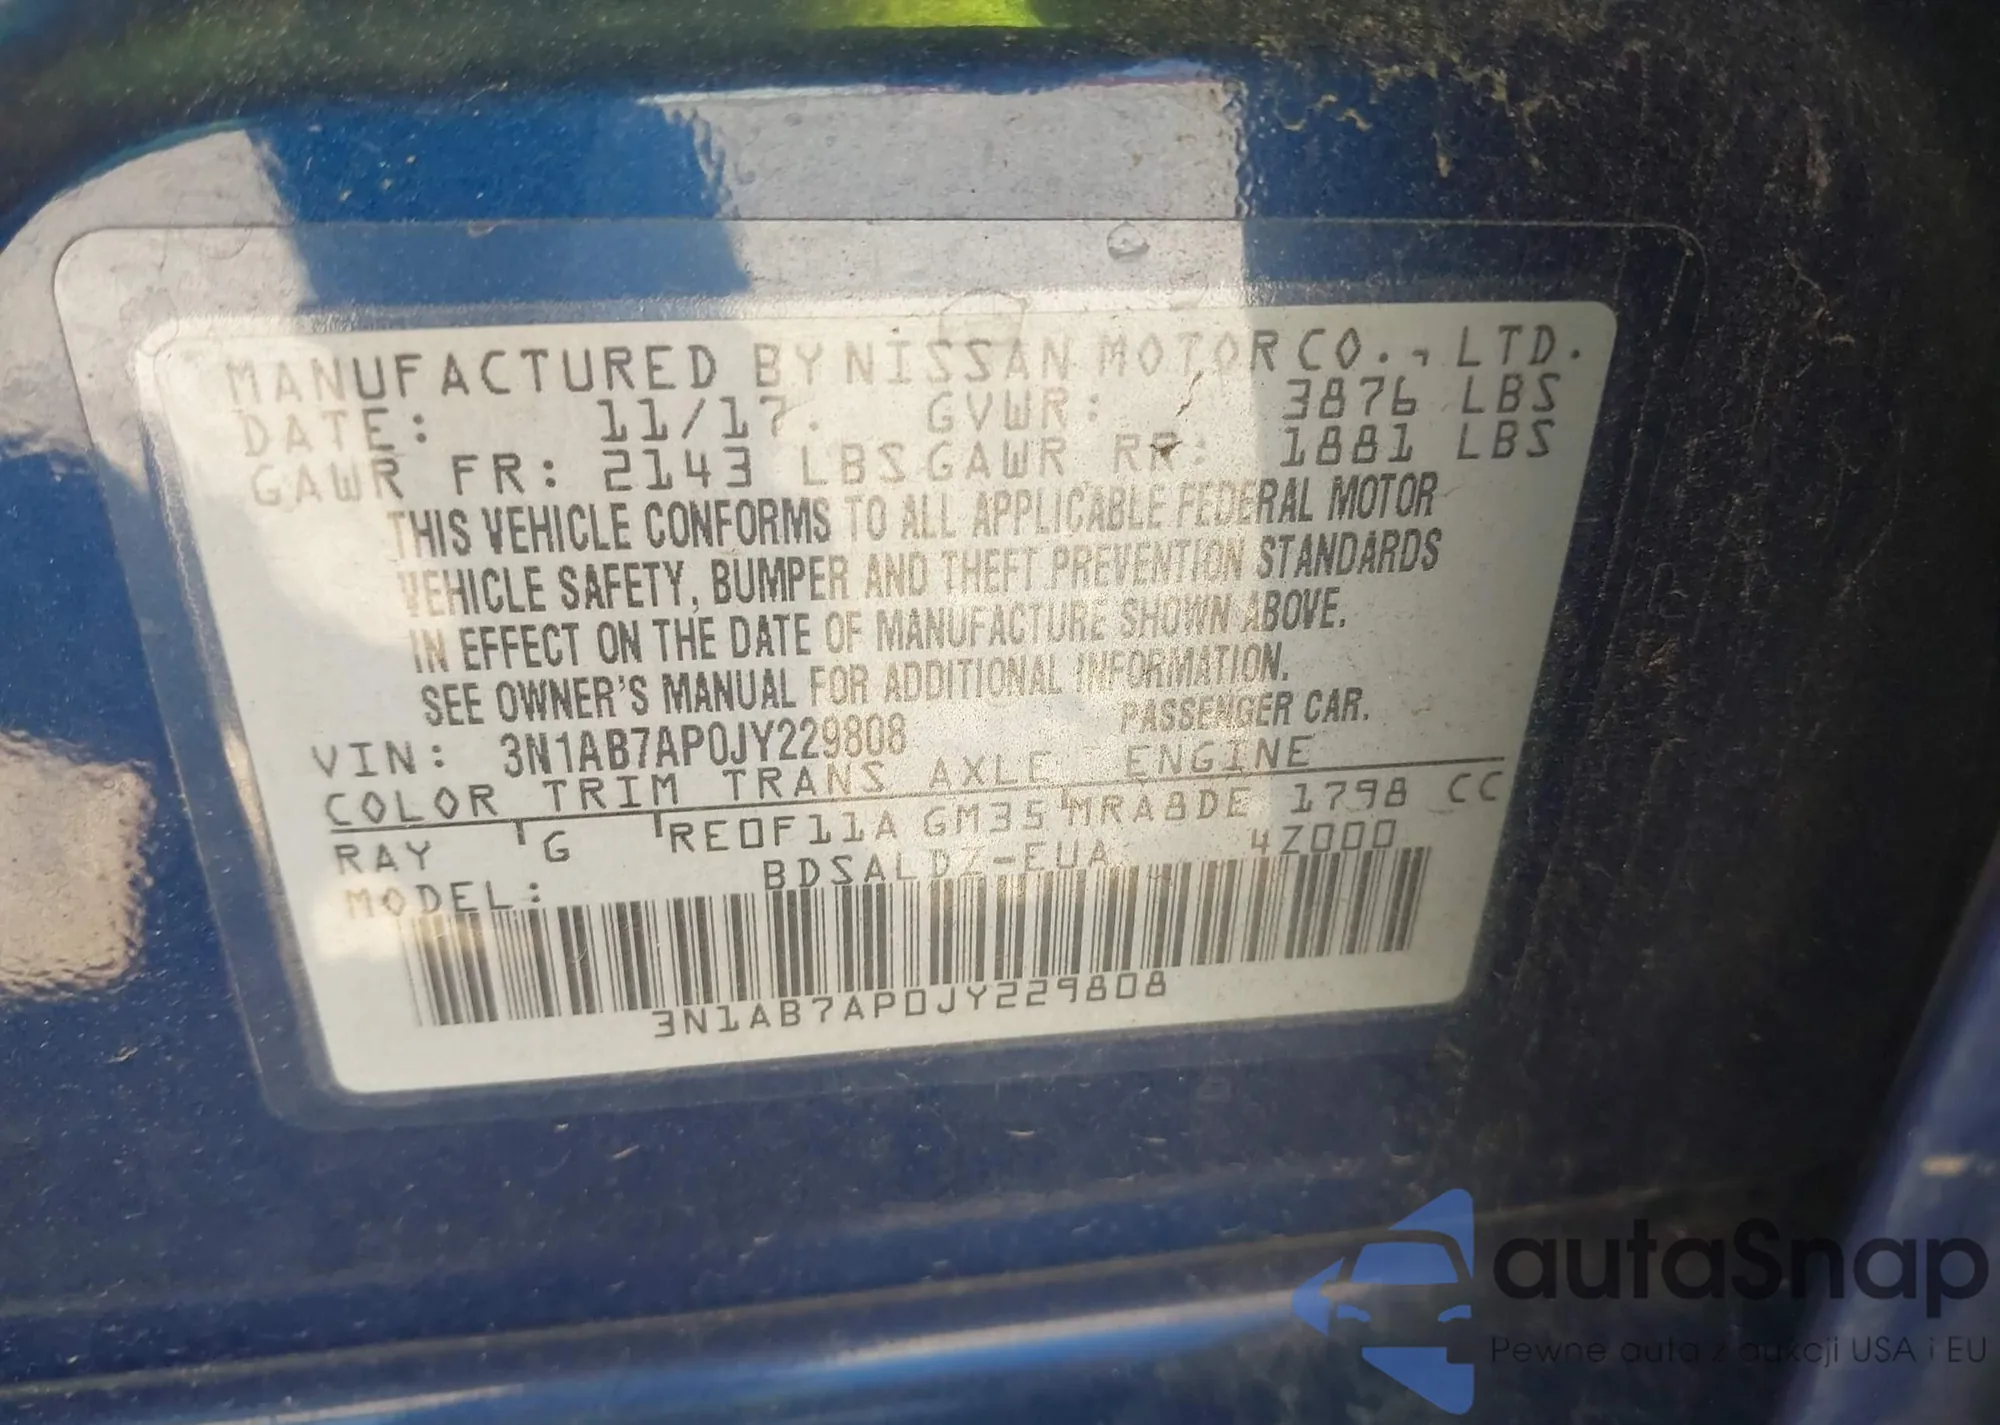 MANUFACTURED BY NISSAN MOTOR CO., LTD.
DATE: 11/17. GVWR: 3876 LBS
GAWR FR: 2143 LBS GAWR RR: 1881 LBS
THIS VEHICLE CONFORMS TO ALL APPLICABLE FEDERAL MOTOR
VEHICLE SAFETY, BUMPER AND THEFT PREVENTION STANDARDS
IN EFFECT ON THE DATE OF MANUFACTURE SHOWN ABOVE.
SEE OWNER'S MANUAL FOR ADDITIONAL INFORMATION.
VIN: 3N1AB7AP0JY229808 PASSENGER CAR.
COLOR TRIM TRANS AXLE ENGINE
RAY G RE0F11A GM35 MRA8DE 1798 CC
MODEL: BDSALDZ-EUA 4Z000
3N1AB7AP0JY229808
autaSnap
Pewne auta z aukcji USA i EU